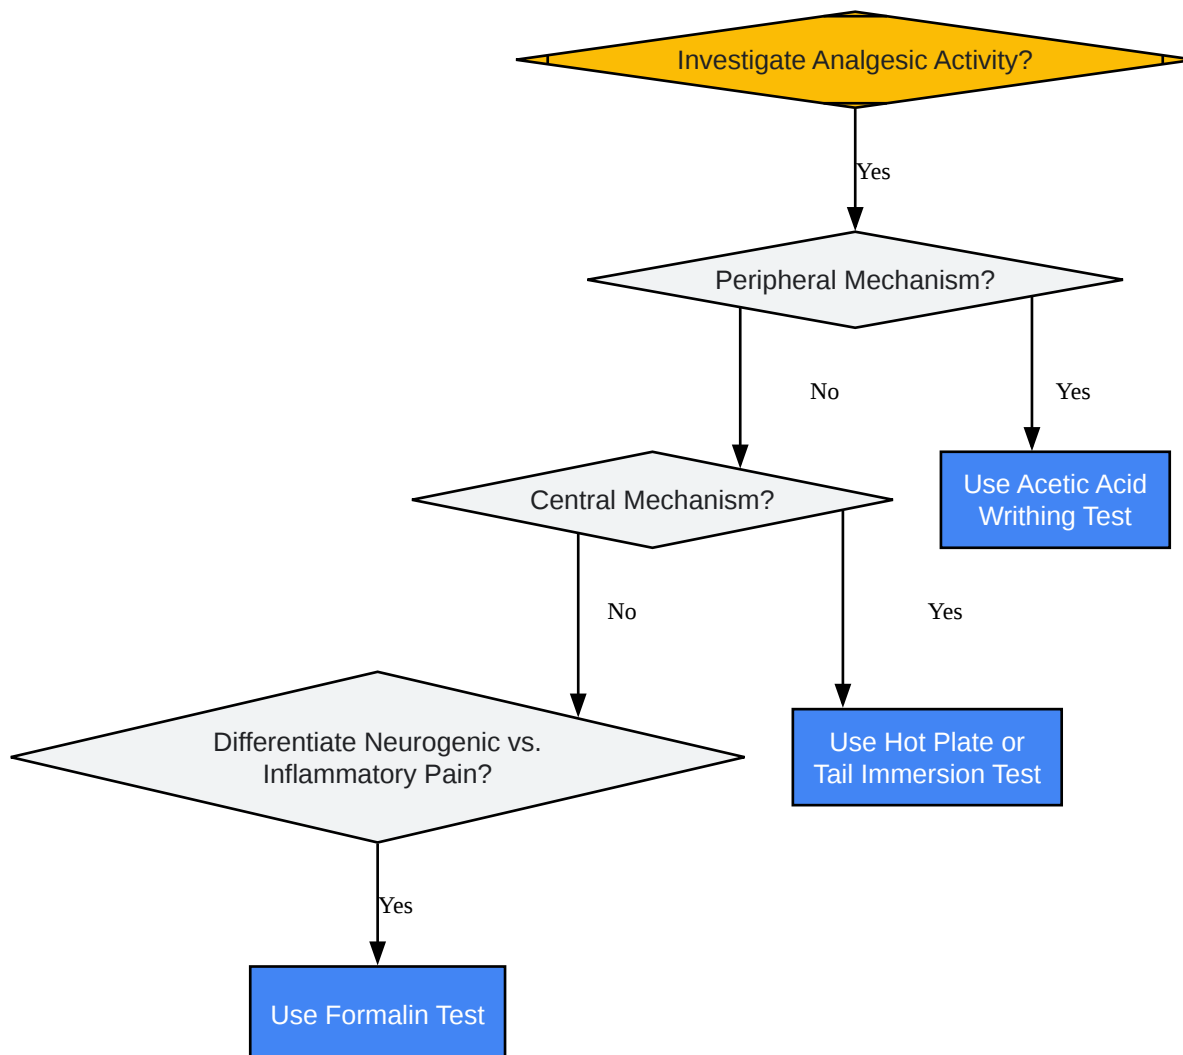 Investigate Analgesic Activity?
Yes
Peripheral Mechanism?
No
Yes
Central Mechanism?
Use Acetic Acid
Writhing Test
No
Yes
Differentiate Neurogenic vs.
Inflammatory Pain?
Use Hot Plate or
Tail Immersion Test
Yes
Use Formalin Test